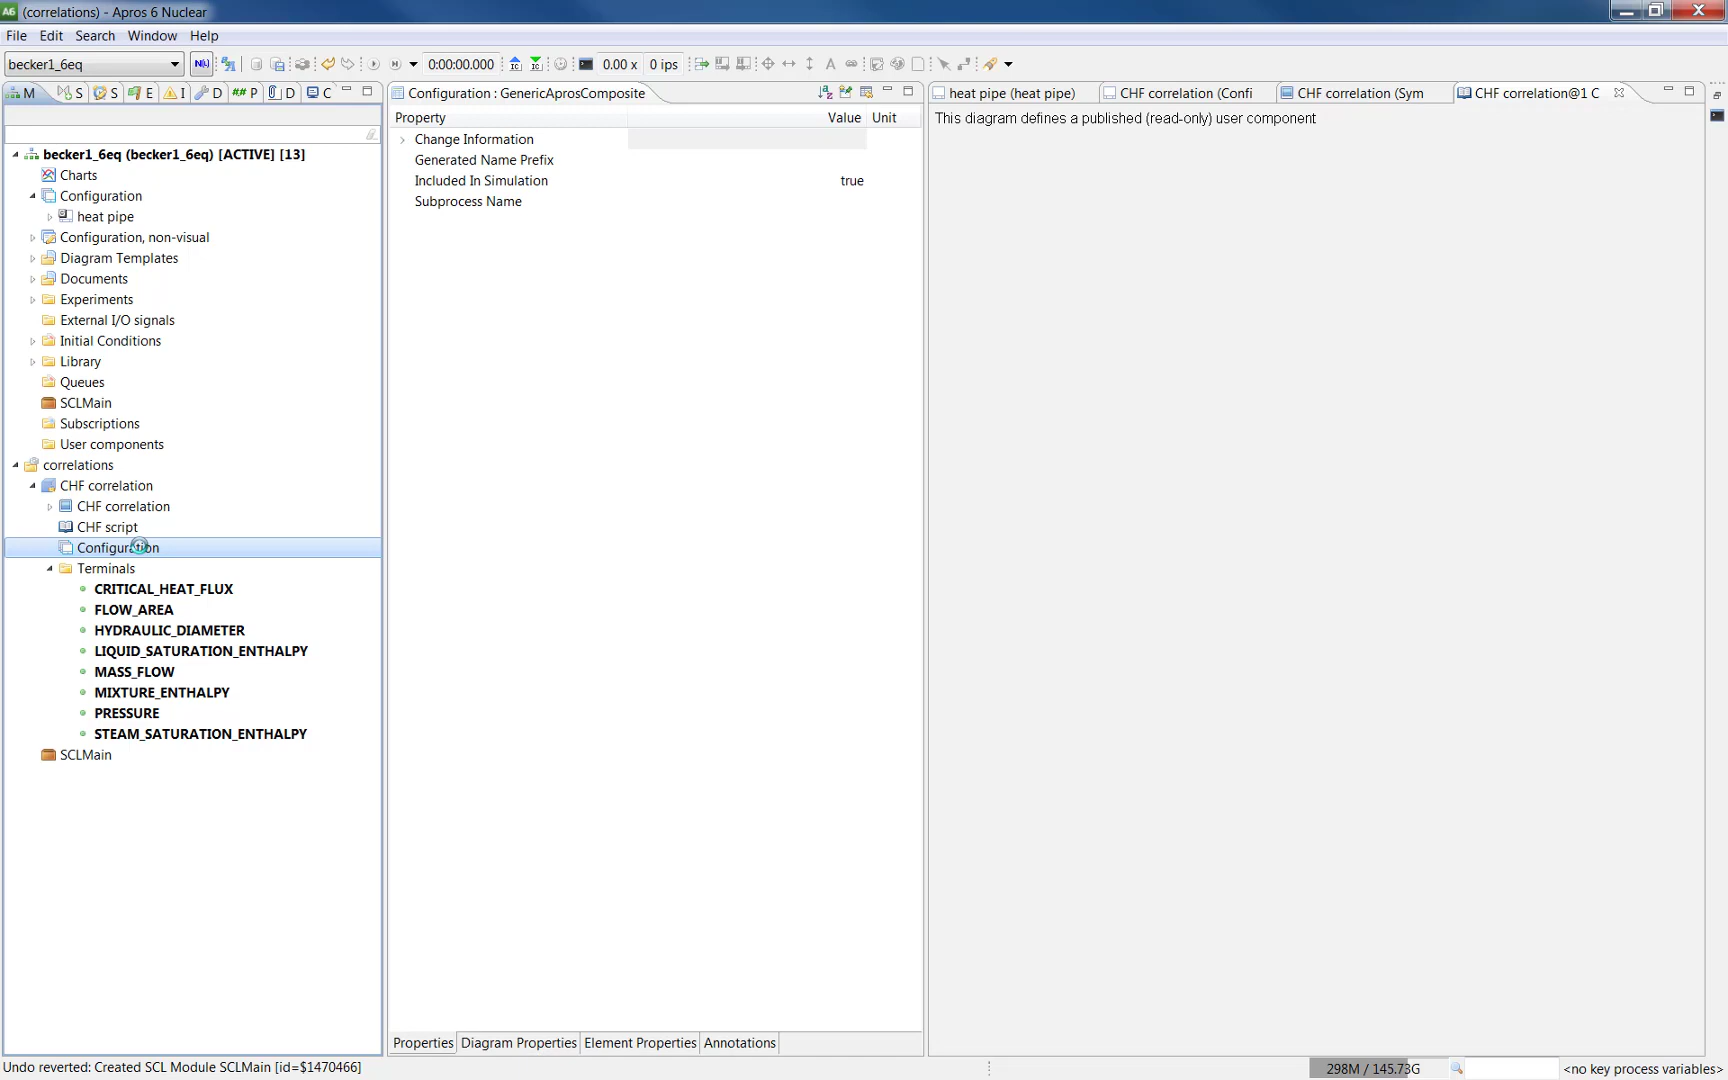 A6 (correlations) - Apros 6 Nuclear
File Edit Search Window Help
becker1_6eq N(L) 0:00:00.000 IC IC 0.00 x 0 ips A
M S S E I D ## P D C
Configuration : GenericAprosComposite
heat pipe (heat pipe) CHF correlation (Confi CHF correlation (Sym CHF correlation@1 C
Property Value Unit
This diagram defines a published (read-only) user component
Change Information
Generated Name Prefix
Included In Simulation true
Subprocess Name
becker1_6eq (becker1_6eq) [ACTIVE] [13]
Charts
Configuration
heat pipe
Configuration, non-visual
Diagram Templates
Documents
Experiments
External I/O signals
Initial Conditions
Library
Queues
SCLMain
Subscriptions
User components
correlations
CHF correlation
CHF correlation
CHF script
Configuration
Terminals
CRITICAL_HEAT_FLUX
FLOW_AREA
HYDRAULIC_DIAMETER
LIQUID_SATURATION_ENTHALPY
MASS_FLOW
MIXTURE_ENTHALPY
PRESSURE
STEAM_SATURATION_ENTHALPY
SCLMain
Properties Diagram Properties Element Properties Annotations
Undo reverted: Created SCL Module SCLMain [id=$1470466] 298M / 145.73G <no key process variables>